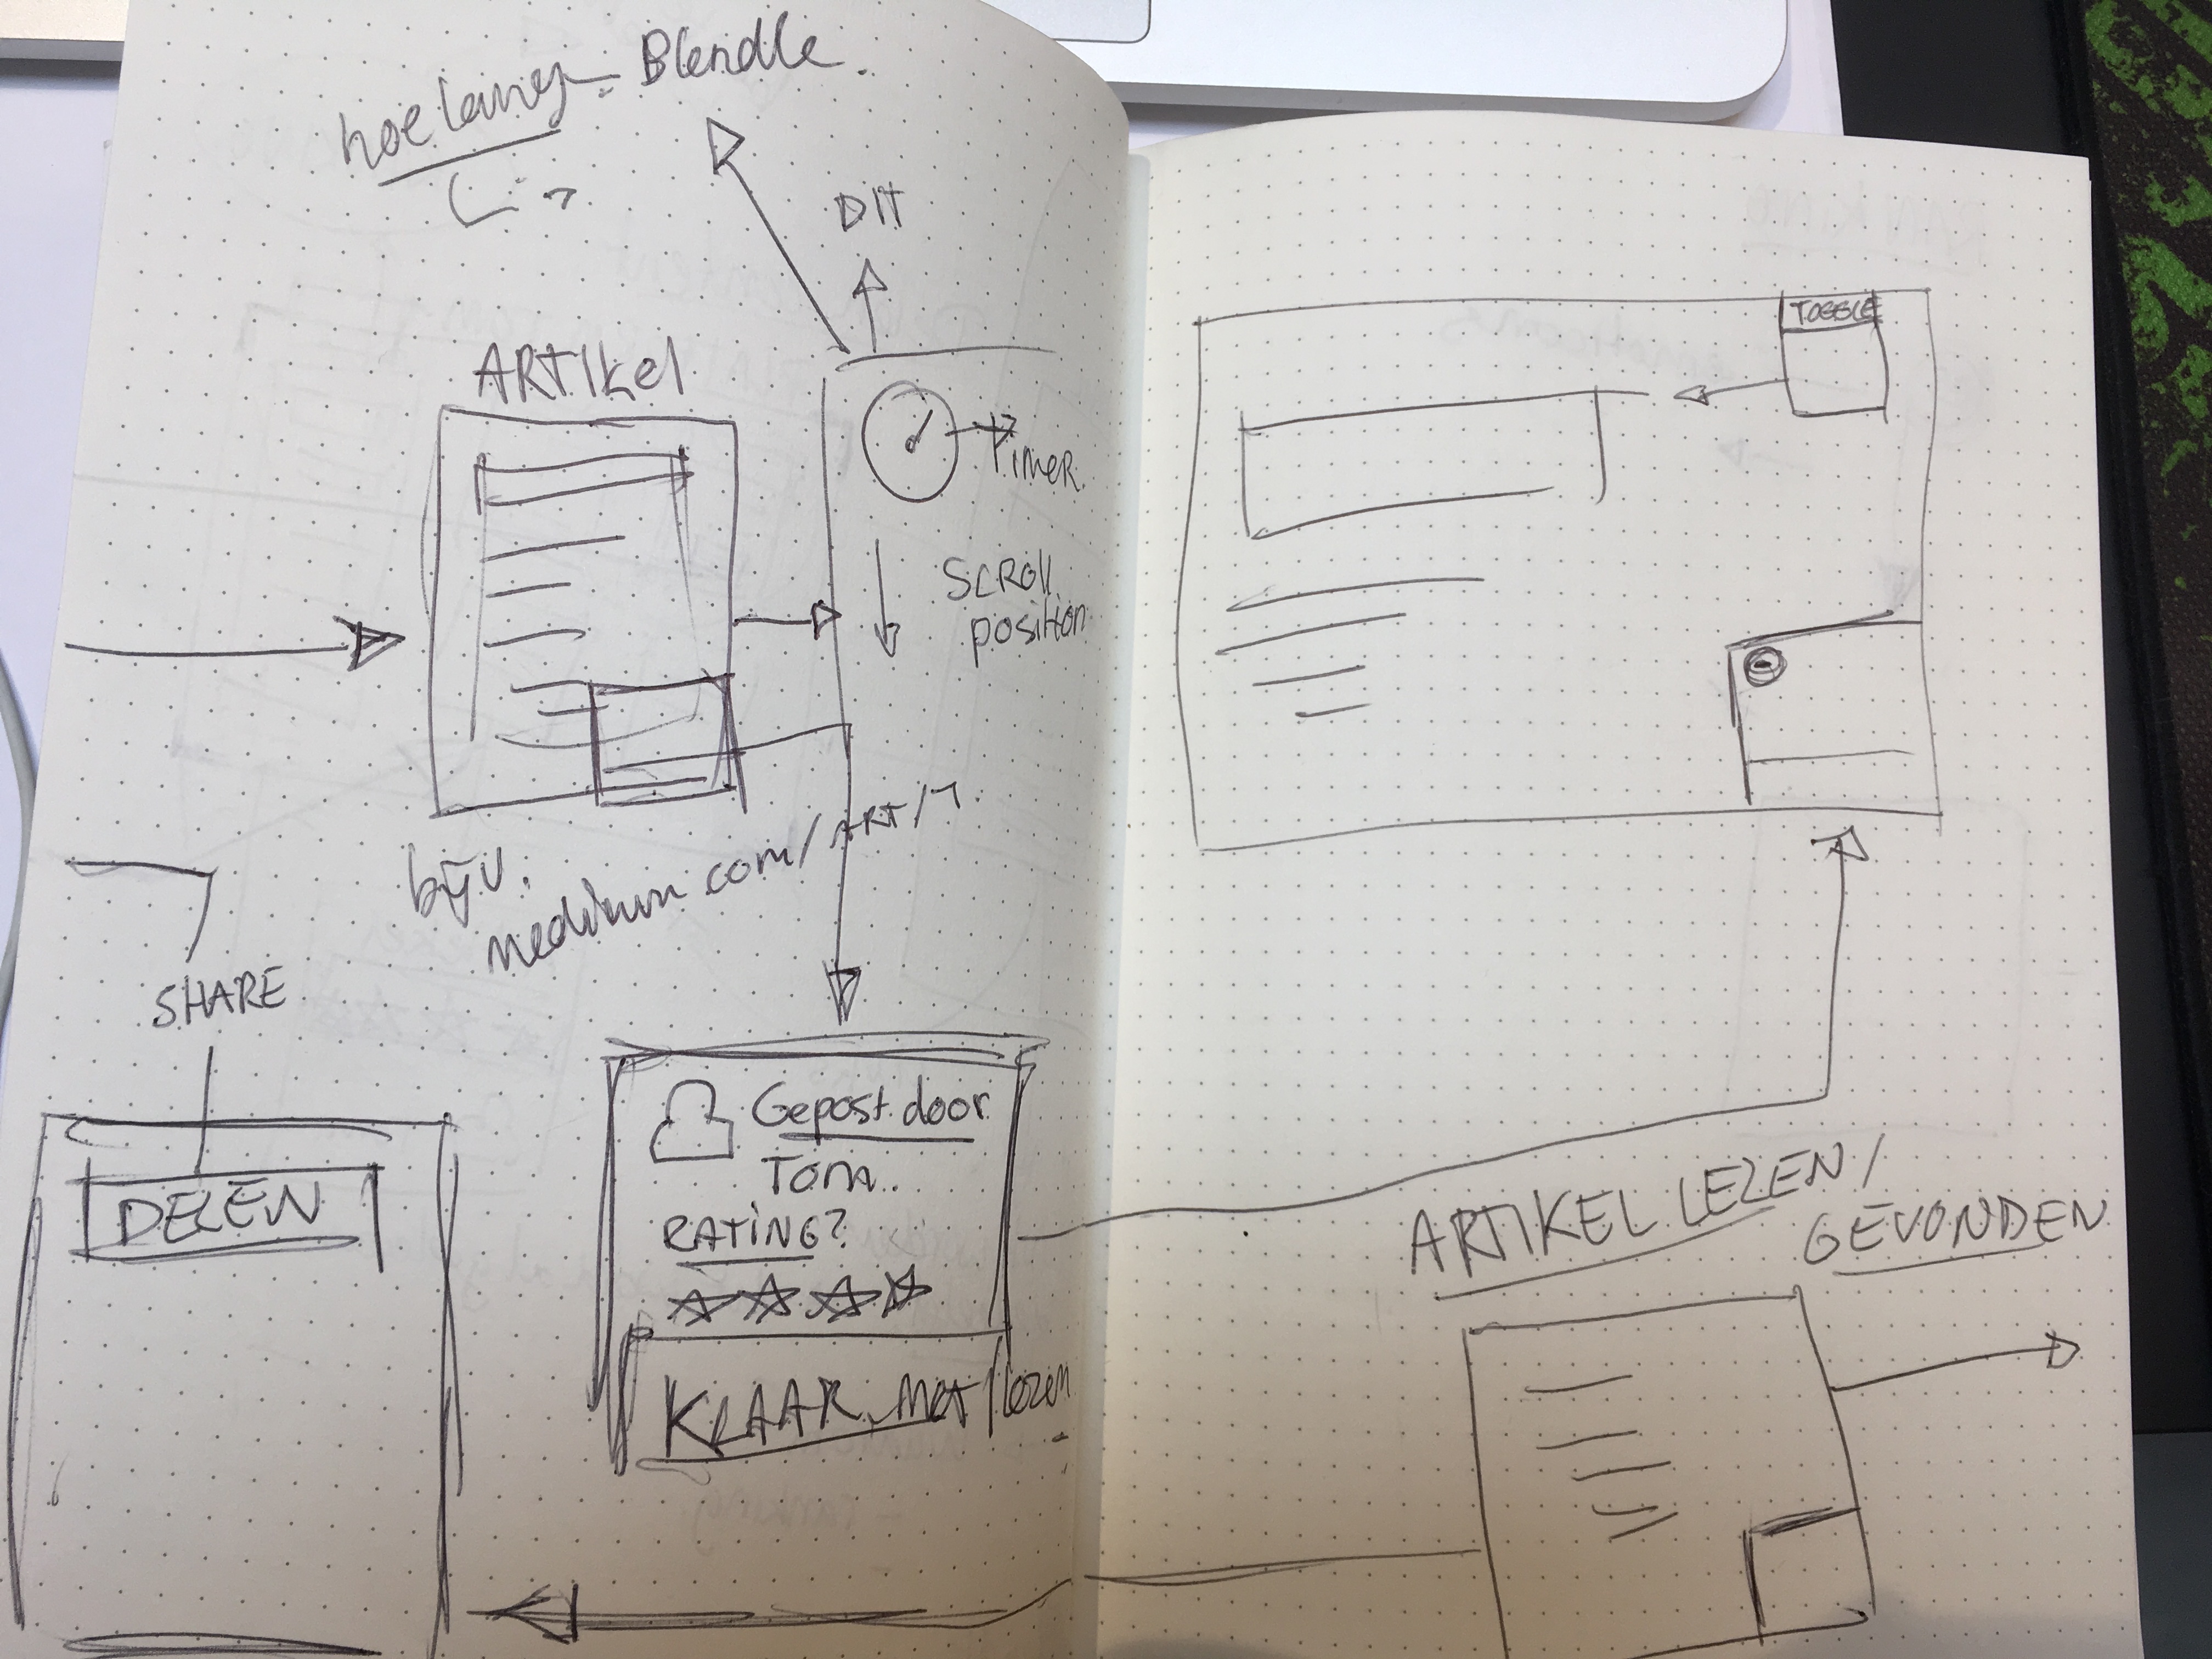 hoe lang Blendle.
DIT
ARTIKEL
TIMER
SCROLL
position
bijv.
medium.com/ART/1.
SHARE
DELEN
Gepost door
Tom..
RATING?
KLAAR met lezen
TOGGLE
ARTIKEL LEZEN/
GEVONDEN